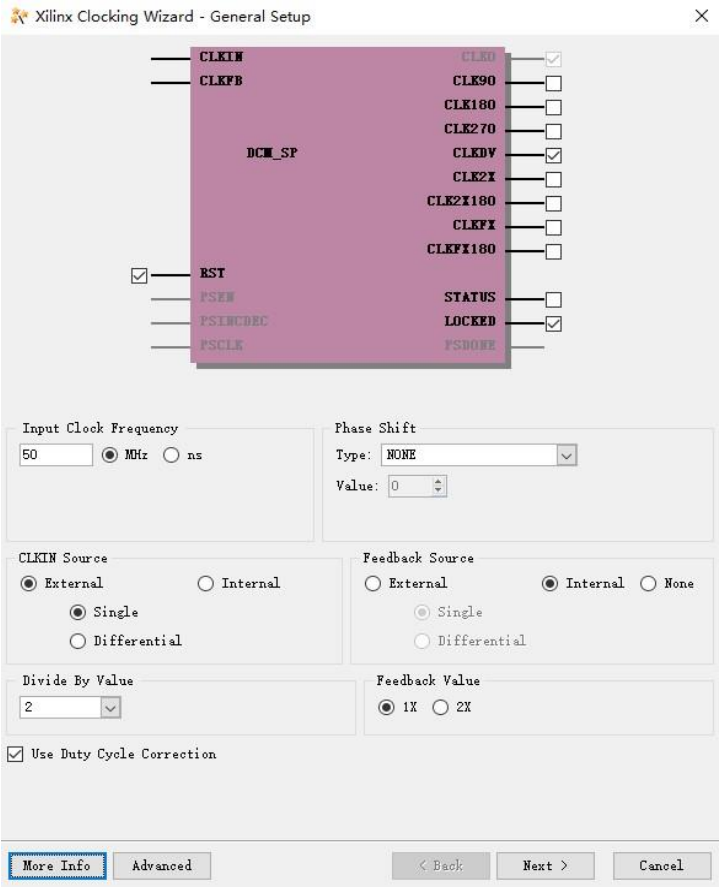 Xilinx Clocking Wizard - General Setup
CLKIN
CLK0
CLKFB
CLK90
CLK180
CLK270
DCM_SP
CLKDV
CLK2X
CLK2X180
CLKFX
CLKFX180
RST
PSEN
STATUS
PSINCDEC
LOCKED
PSCLK
PSDONE
Input Clock Frequency
50 MHz ns
Phase Shift
Type: NONE
Value: 0
CLKIN Source
External Internal
Single
Differential
Feedback Source
External Internal None
Single
Differential
Divide By Value
2
Feedback Value
1X 2X
Use Duty Cycle Correction
More Info Advanced < Back Next > Cancel